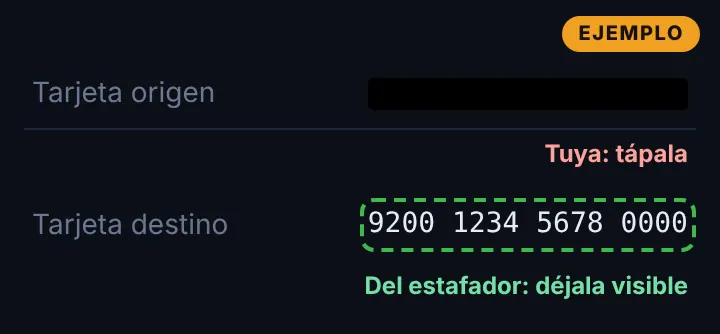 EJEMPLO
Tarjeta origen
Tuya: tápala
Tarjeta destino 9200 1234 5678 0000
Del estafador: déjala visible